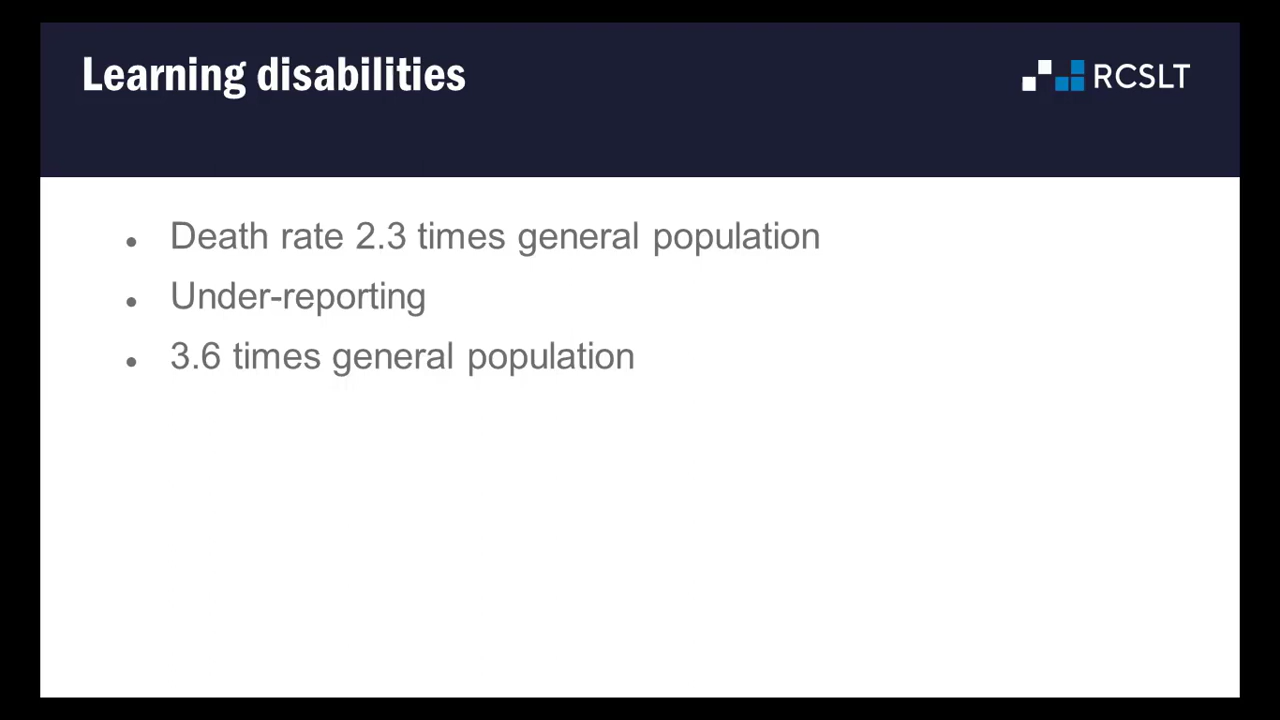 Learning disabilities
RCSLT
• Death rate 2.3 times general population
• Under-reporting
• 3.6 times general population